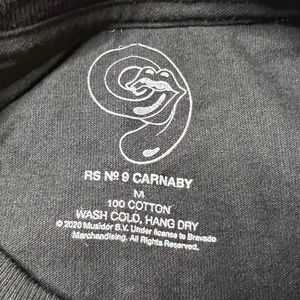 RS Nº 9 CARNABY
M
100 COTTON
WASH COLD, HANG DRY
© 2020 Musidor B.V. Under license to Bravado
Merchandising. All Rights Reserved.